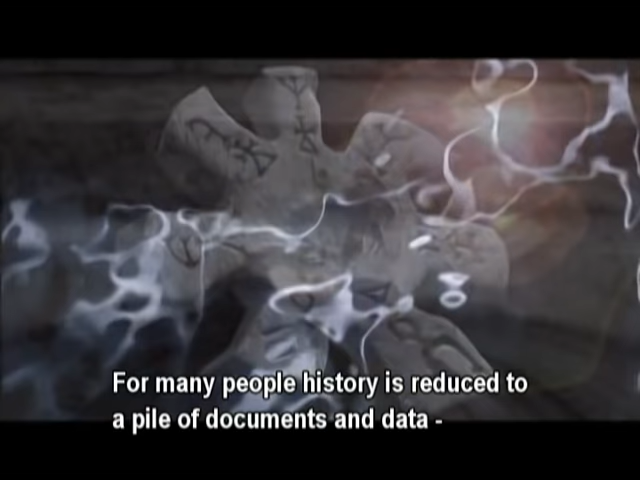 For many people history is reduced to
a pile of documents and data -